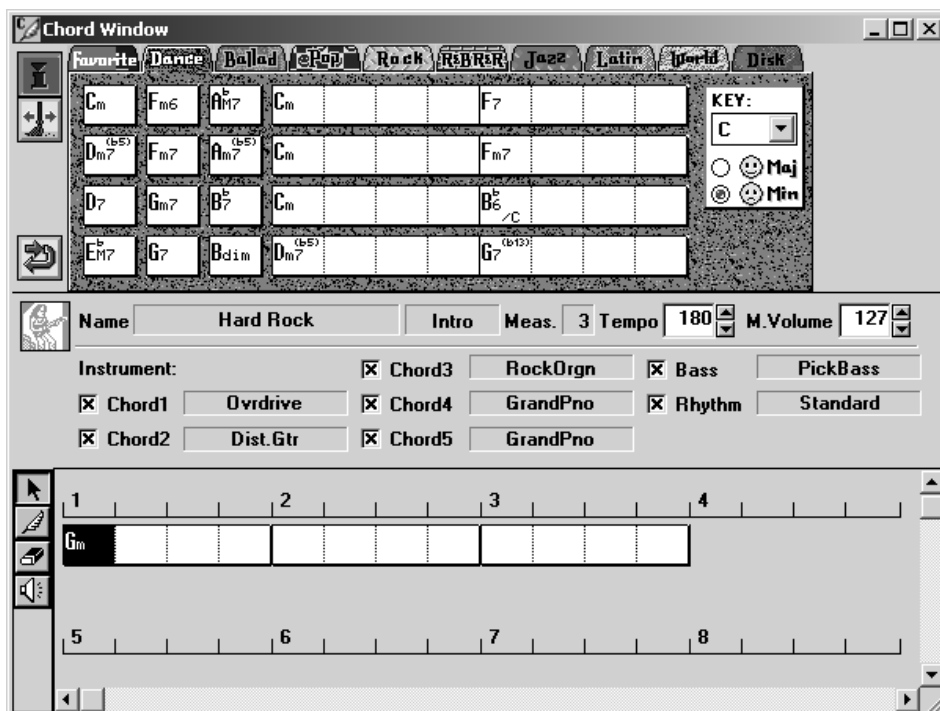 Chord Window
Favorite Dance Ballad Pop Rock R&B Jazz Latin World Disk
Cm Fm6 A♭M7 Cm F7
KEY:
C
Dm7(b5) Fm7 Am7(b5) Cm Fm7
Maj
D7 Gm7 B♭7 Cm B♭6/C
Min
E♭M7 G7 Bdim Dm7(b5) G7(b13)
Name Hard Rock Intro Meas. 3 Tempo 180 M.Volume 127
Instrument: Chord3 RockOrgn Bass PickBass
Chord1 Ovrdrive Chord4 GrandPno Rhythm Standard
Chord2 Dist.Gtr Chord5 GrandPno
1 2 3 4
Gm
5 6 7 8